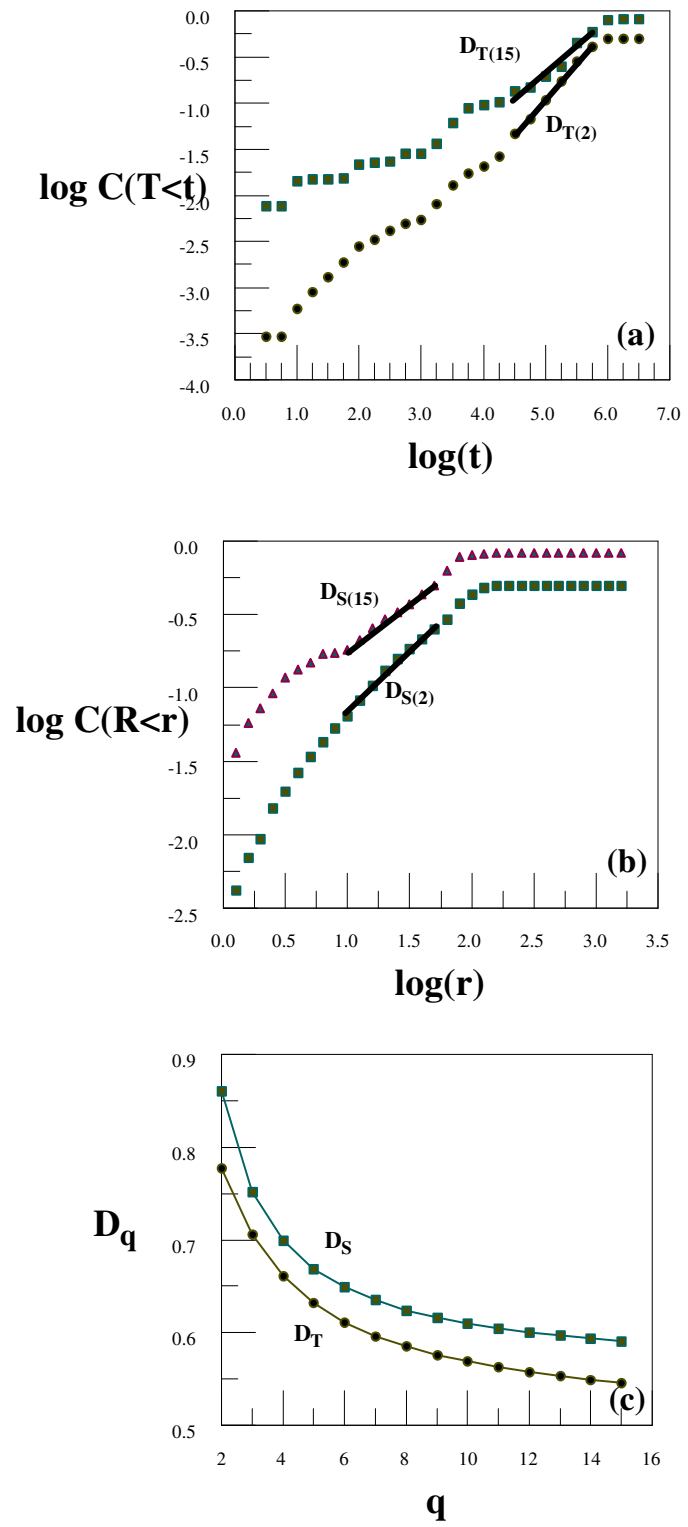 0.0
-0.5
-1.0
-1.5
-2.0
-2.5
-3.0
-3.5
-4.0
log C(T<t)
D_T(15)
D_T(2)
(a)
0.0 1.0 2.0 3.0 4.0 5.0 6.0 7.0
log(t)
0.0
-0.5
-1.0
-1.5
-2.0
-2.5
log C(R<r)
D_S(15)
D_S(2)
(b)
0.0 0.5 1.0 1.5 2.0 2.5 3.0 3.5
log(r)
0.9
0.8
0.7
0.6
0.5
D_q
D_S
D_T
(c)
2 4 6 8 10 12 14 16
q